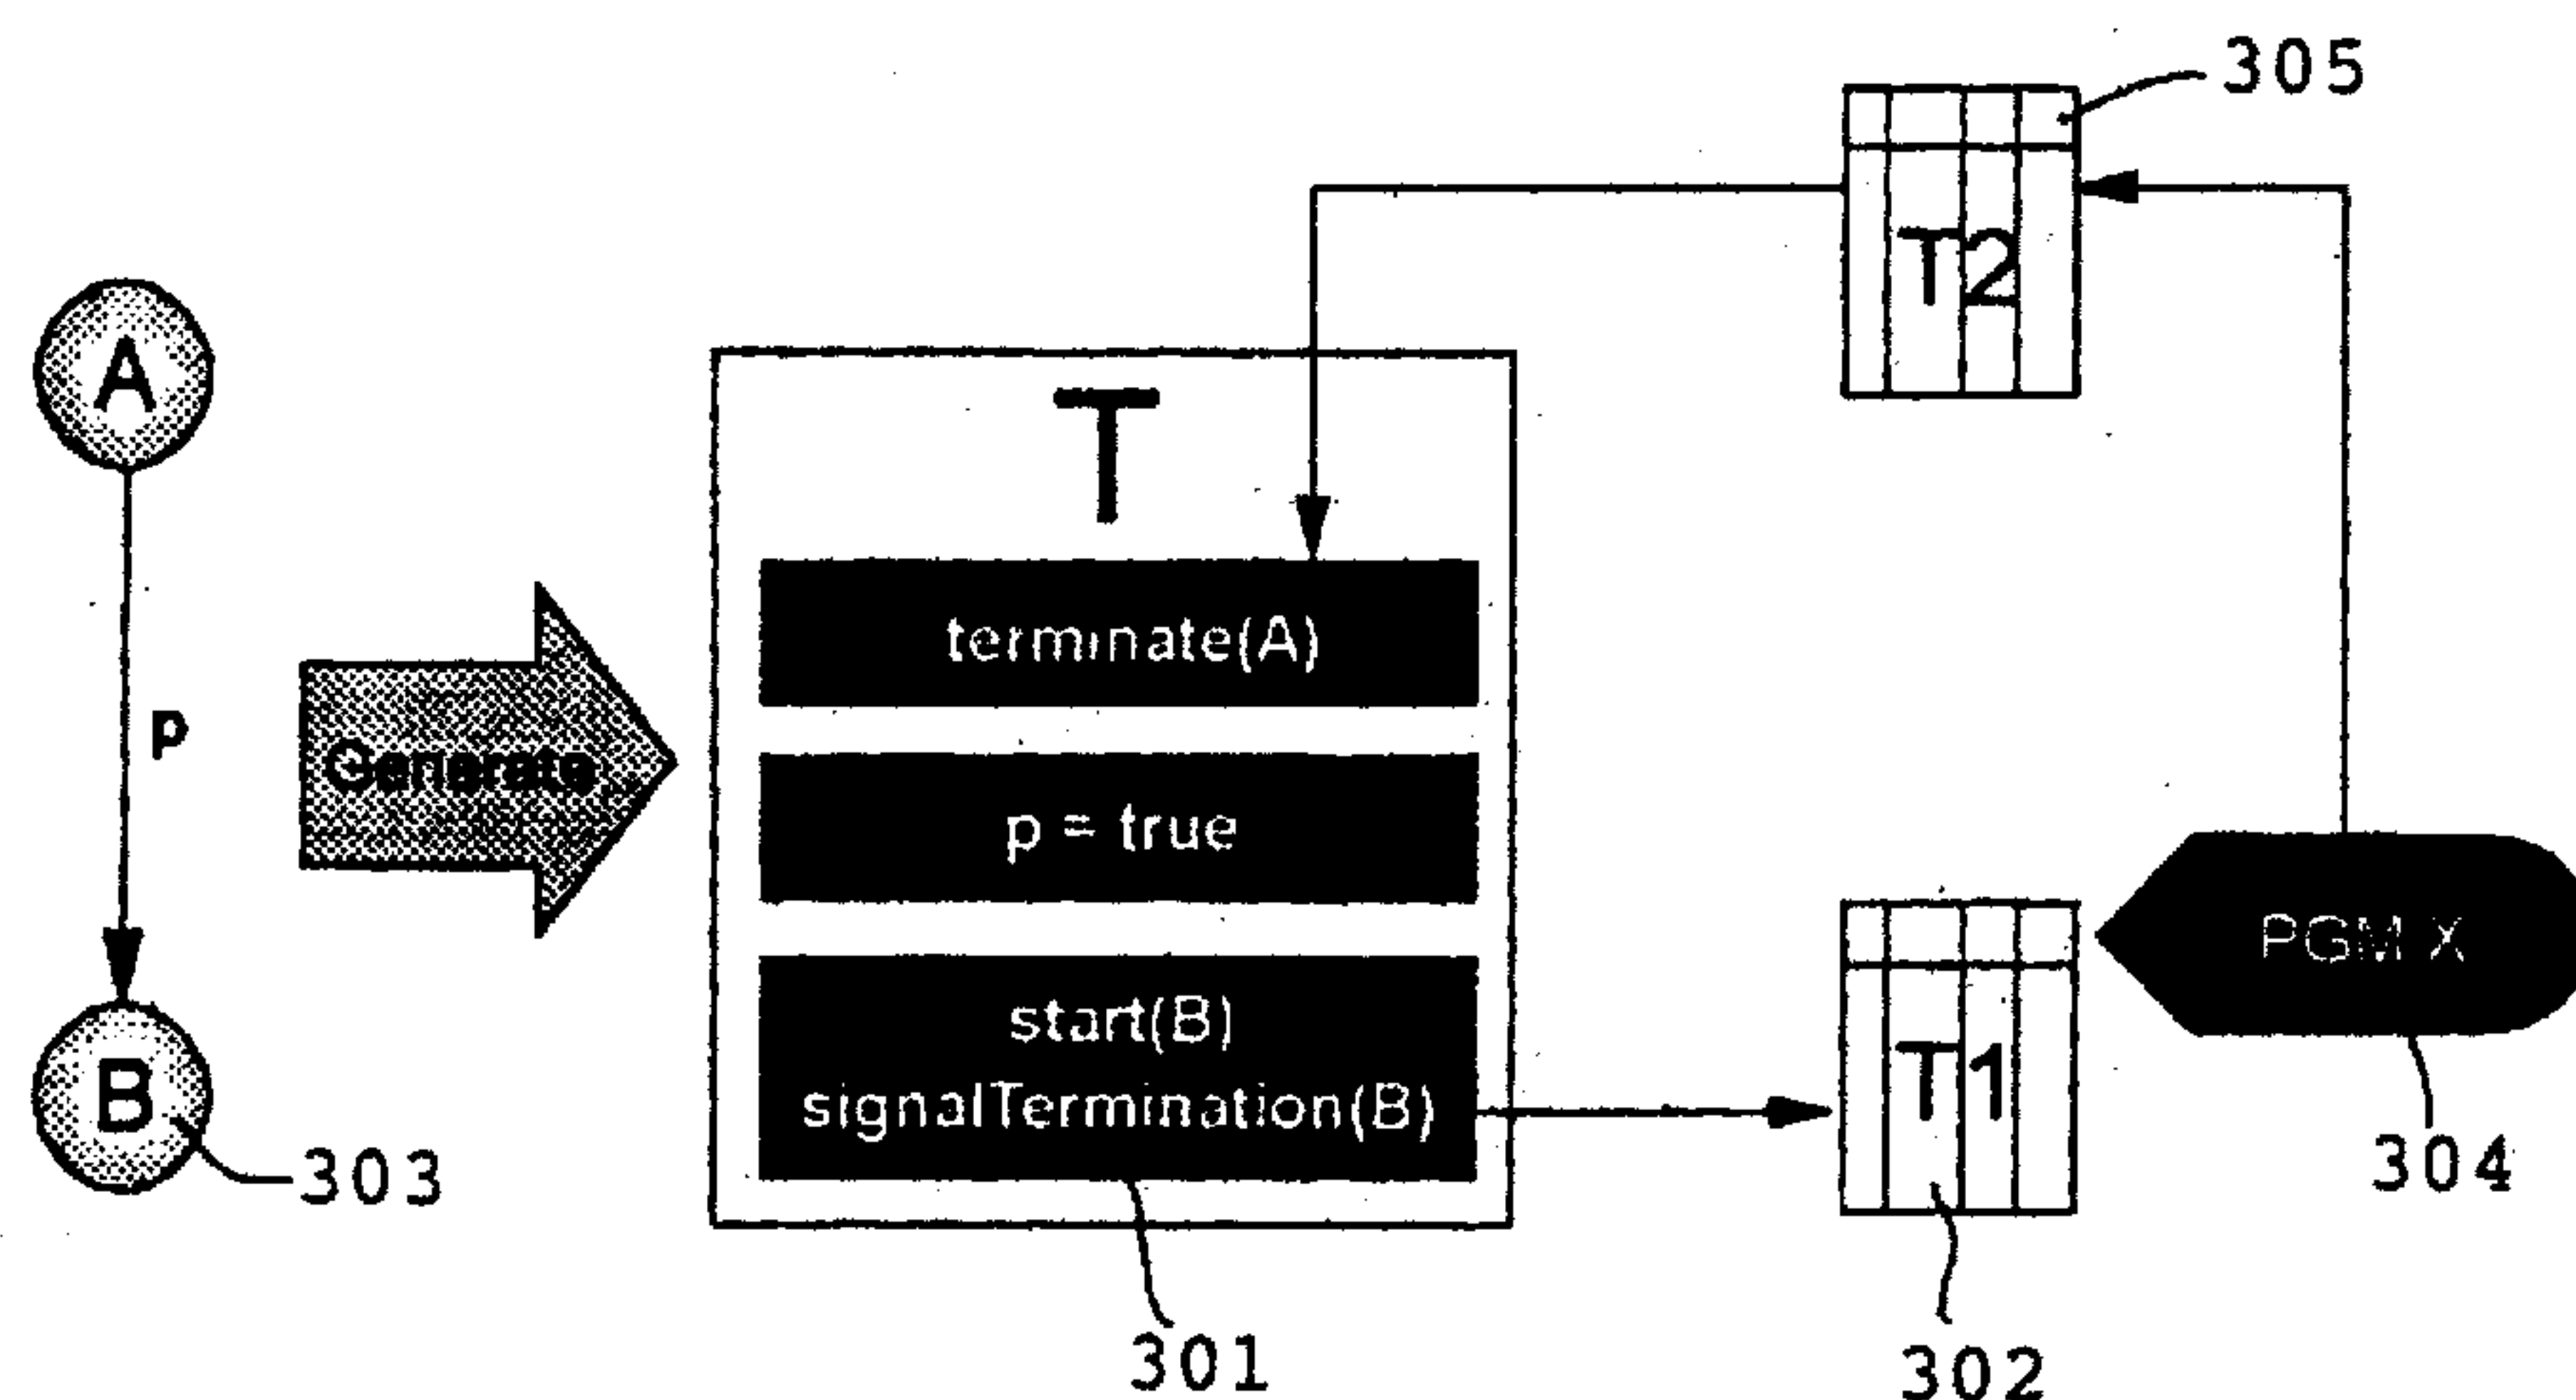 305
T2
A
T
terminate(A)
p
Generate
p = true
PGM X
start(B)
signalTermination(B)
T1
B
303
304
301
302